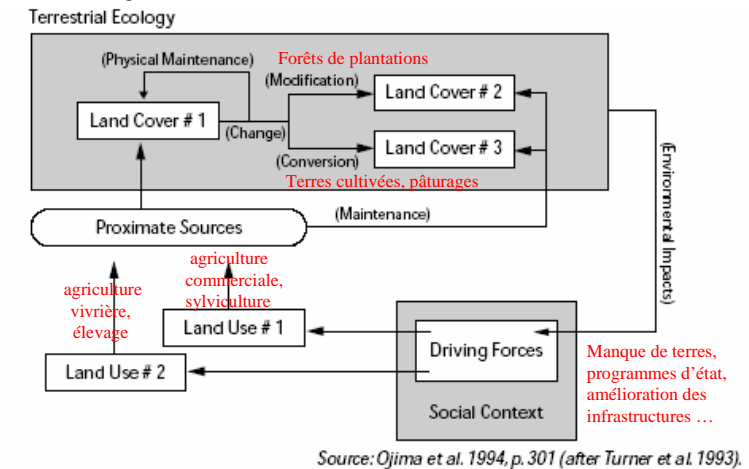 Terrestrial Ecology
(Physical Maintenance)
Forêts de plantations
(Modification)
Land Cover # 2
Land Cover # 1
(Change)
Land Cover # 3
(Conversion)
Terres cultivées, pâturages
(Environmental Impacts)
(Maintenance)
Proximate Sources
agriculture
commerciale,
sylviculture
agriculture
vivrière,
élevage
Land Use # 1
Land Use # 2
Driving Forces
Social Context
Manque de terres,
programmes d'état,
amélioration des
infrastructures …
Source: Ojima et al. 1994, p. 301 (after Turner et al. 1993).